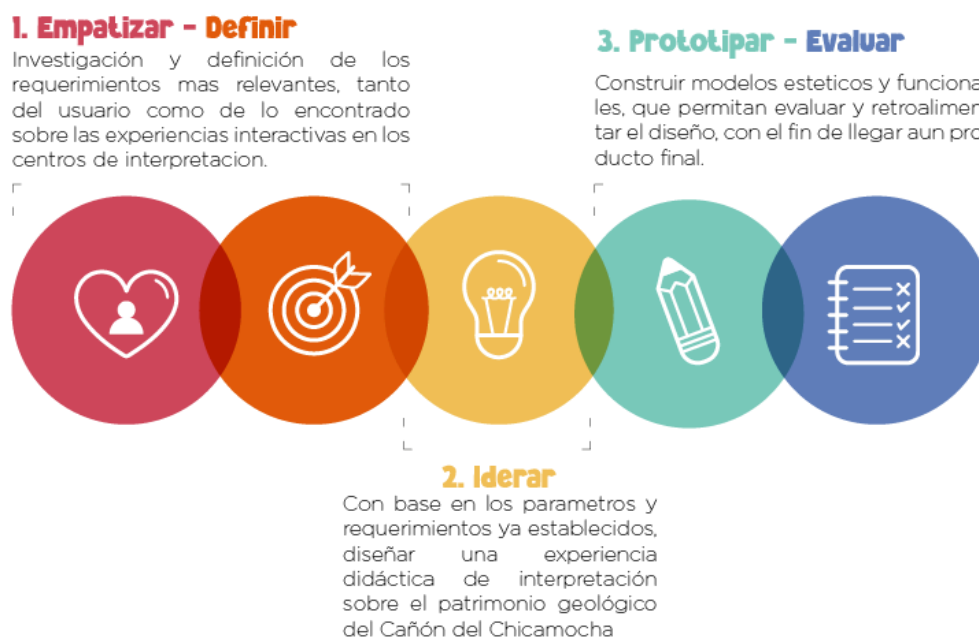 1. Empatizar - Definir
Investigación y definición de los
requerimientos mas relevantes, tanto
del usuario como de lo encontrado
sobre las experiencias interactivas en los
centros de interpretacion.
3. Prototipar - Evaluar
Construir modelos esteticos y funciona
les, que permitan evaluar y retroalimen
tar el diseño, con el fin de llegar aun pro
ducto final.
2. Iderar
Con base en los parametros y
requerimientos ya establecidos,
diseñar una experiencia
didáctica de interpretación
sobre el patrimonio geológico
del Cañón del Chicamocha